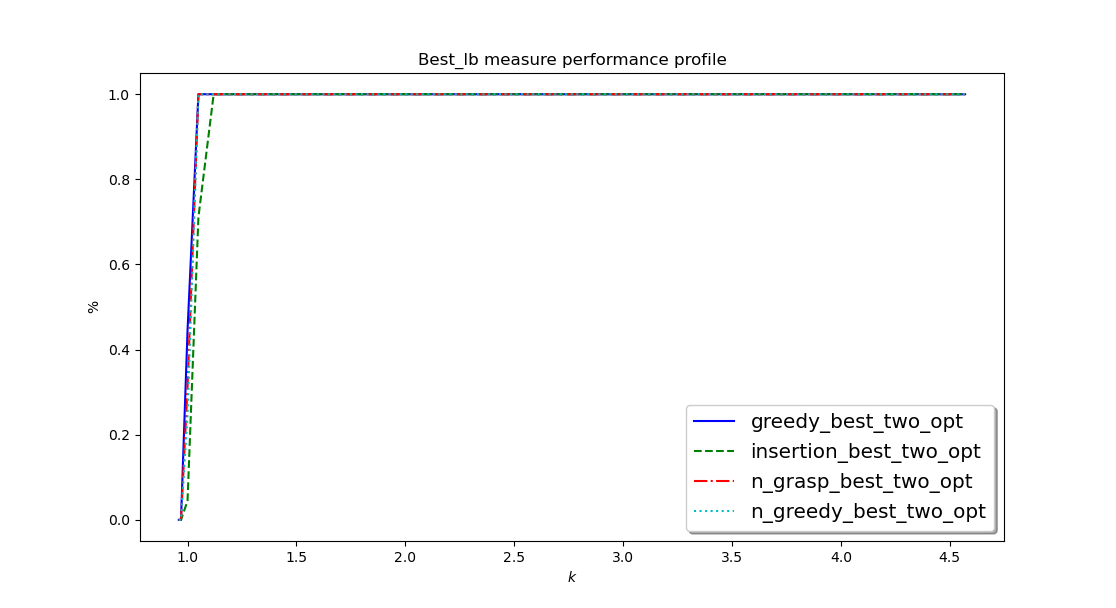 Best_lb measure performance profile
1.0
0.8
0.6
0.4
0.2
0.0
%
greedy_best_two_opt
insertion_best_two_opt
n_grasp_best_two_opt
n_greedy_best_two_opt
1.0 1.5 2.0 2.5 3.0 3.5 4.0 4.5
k